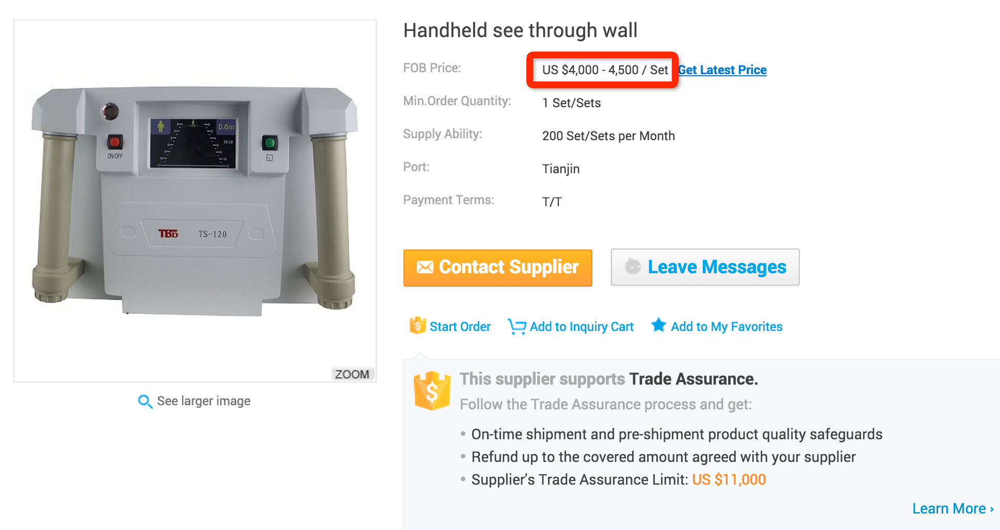 Handheld see through wall
FOB Price: US $4,000 - 4,500 / Set Get Latest Price
Min.Order Quantity: 1 Set/Sets
Supply Ability: 200 Set/Sets per Month
Port: Tianjin
Payment Terms: T/T
Contact Supplier Leave Messages
Start Order Add to Inquiry Cart Add to My Favorites
This supplier supports Trade Assurance.
Follow the Trade Assurance process and get:
• On-time shipment and pre-shipment product quality safeguards
• Refund up to the covered amount agreed with your supplier
• Supplier's Trade Assurance Limit: US $11,000
Learn More ›
0.6m
00:28
ON/OFF
TBD TS-120
ZOOM
See larger image